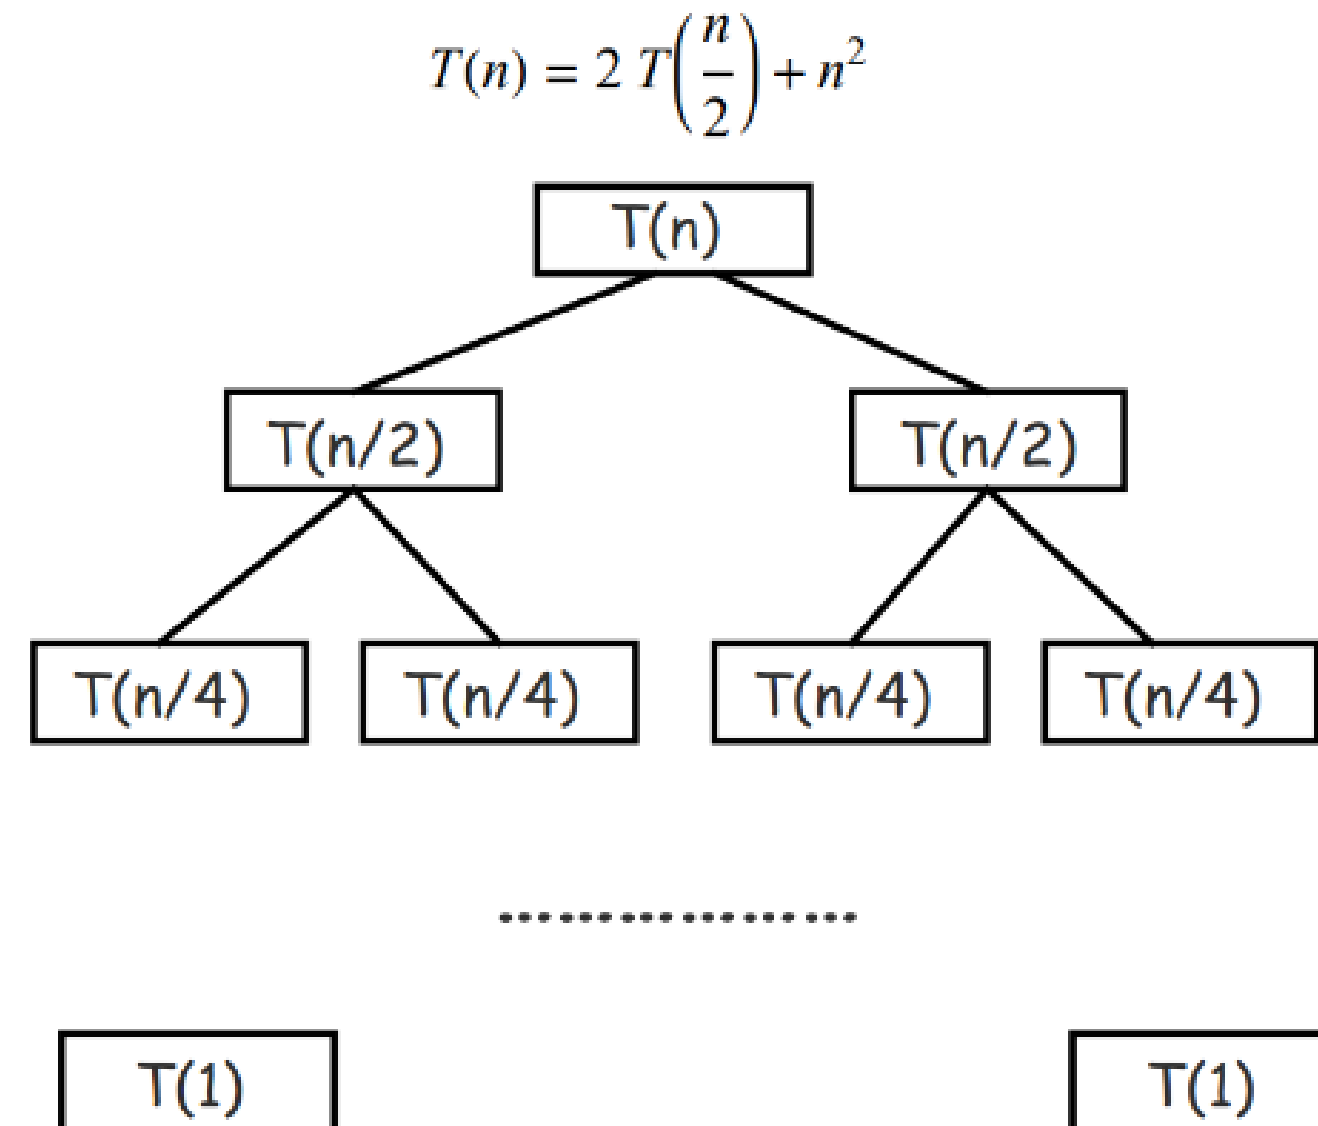 T(n) = 2 T(n/2) + n²
T(n)
T(n/2) T(n/2)
T(n/4) T(n/4) T(n/4) T(n/4)
..................
T(1) T(1)